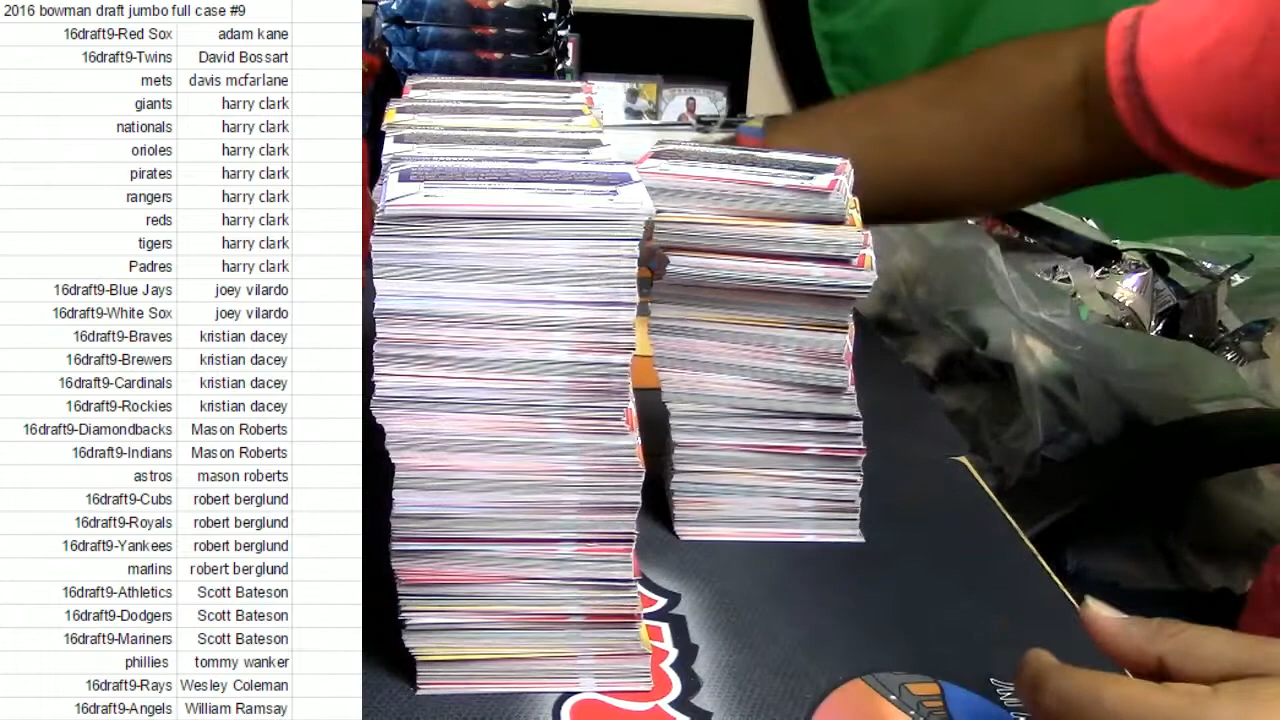 2016 bowman draft jumbo full case #9
16draft9-Red Sox adam kane
16draft9-Twins David Bossart
mets davis mcfarlane
giants harry clark
nationals harry clark
orioles harry clark
pirates harry clark
rangers harry clark
reds harry clark
tigers harry clark
Padres harry clark
16draft9-Blue Jays joey vilardo
16draft9-White Sox joey vilardo
16draft9-Braves kristian dacey
16draft9-Brewers kristian dacey
16draft9-Cardinals kristian dacey
16draft9-Rockies kristian dacey
16draft9-Diamondbacks Mason Roberts
16draft9-Indians Mason Roberts
astros mason roberts
16draft9-Cubs robert berglund
16draft9-Royals robert berglund
16draft9-Yankees robert berglund
marlins robert berglund
16draft9-Athletics Scott Bateson
16draft9-Dodgers Scott Bateson
16draft9-Mariners Scott Bateson
phillies tommy wanker
16draft9-Rays Wesley Coleman
16draft9-Angels William Ramsay